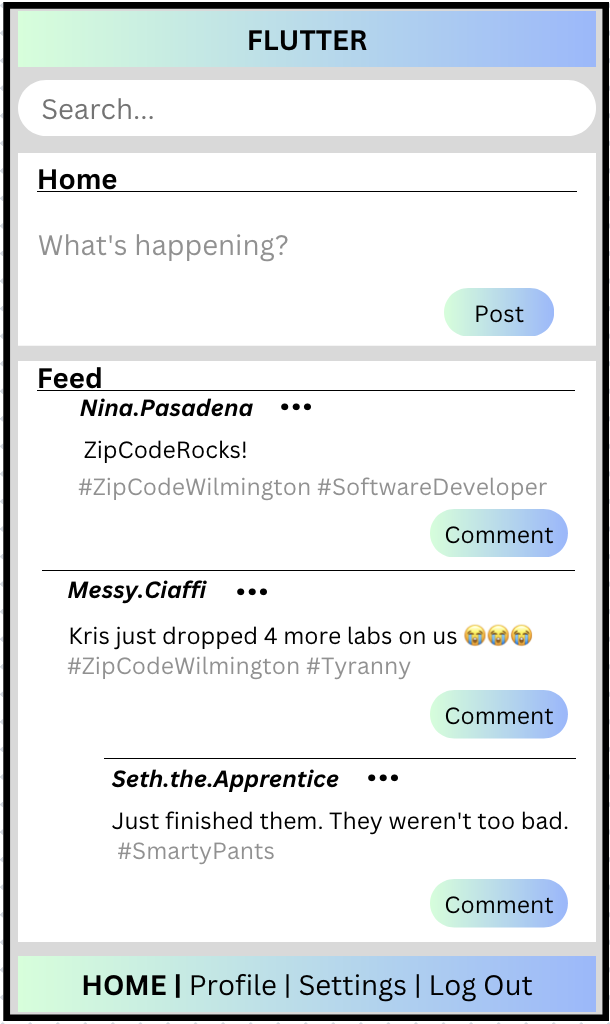 FLUTTER
Search...
Home
What's happening?
Post
Feed
Nina.Pasadena •••
ZipCodeRocks!
#ZipCodeWilmington #SoftwareDeveloper
Comment
Messy.Ciaffi •••
Kris just dropped 4 more labs on us 😭😭😭
#ZipCodeWilmington #Tyranny
Comment
Seth.the.Apprentice •••
Just finished them. They weren't too bad.
#SmartyPants
Comment
HOME | Profile | Settings | Log Out